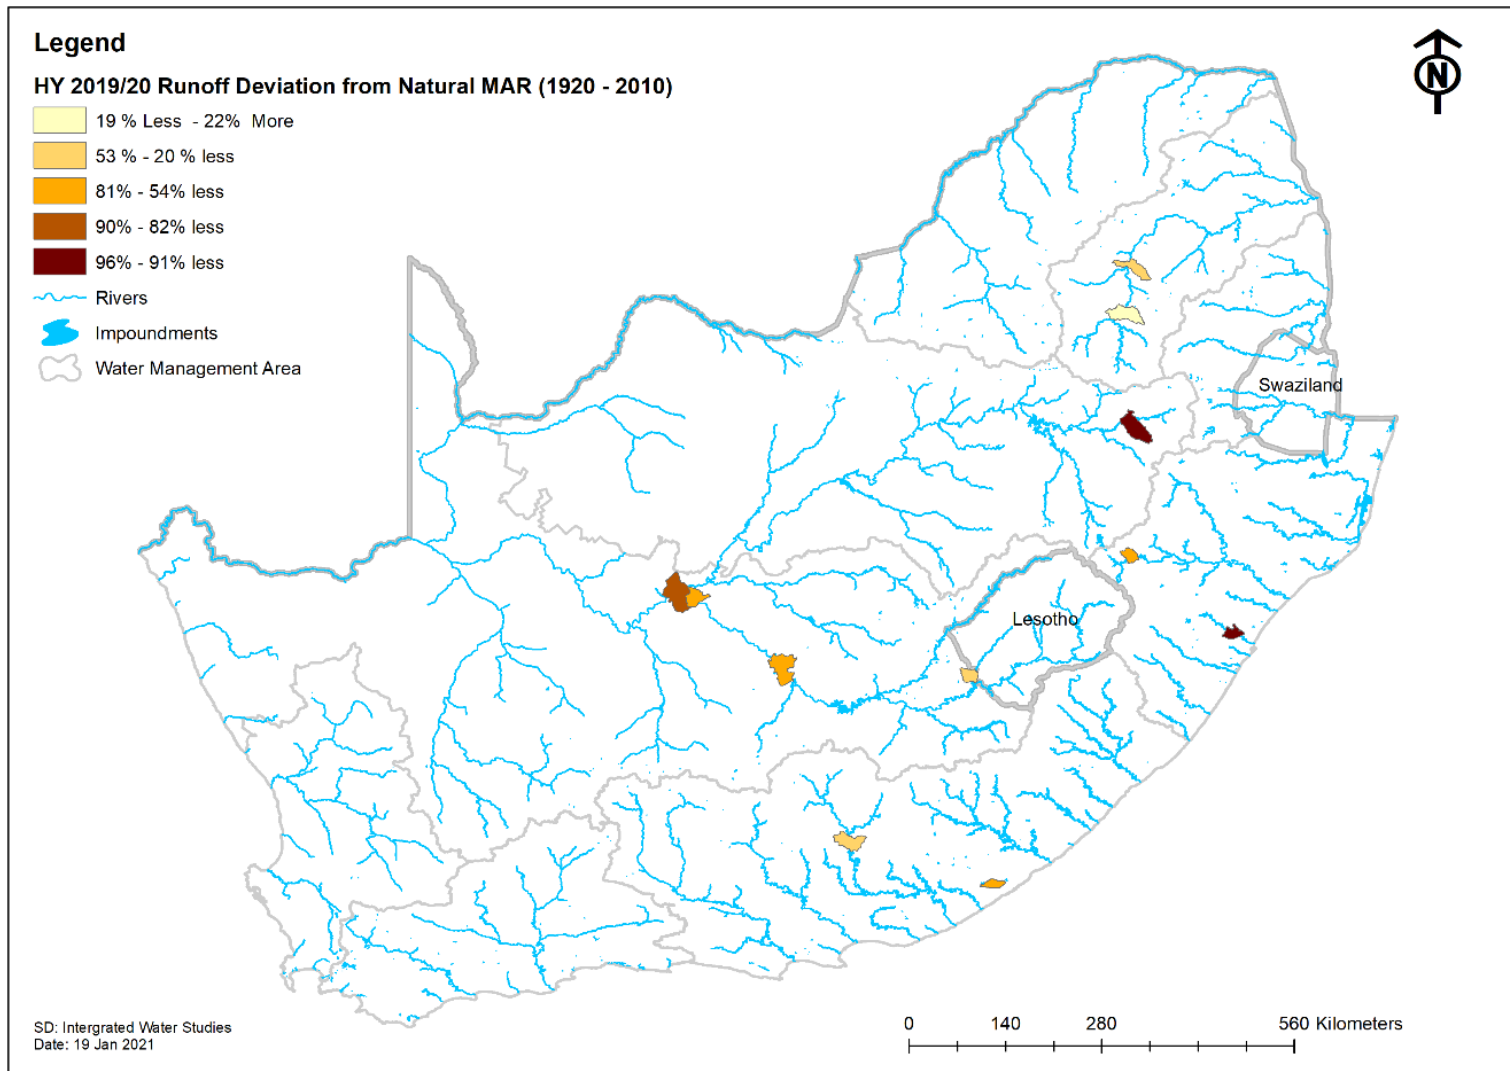 Legend
HY 2019/20 Runoff Deviation from Natural MAR (1920 - 2010)
19 % Less - 22% More
53 % - 20 % less
81% - 54% less
90% - 82% less
96% - 91% less
Rivers
Impoundments
Water Management Area
N
Swaziland
Lesotho
SD: Intergrated Water Studies
Date: 19 Jan 2021
0 140 280 560 Kilometers